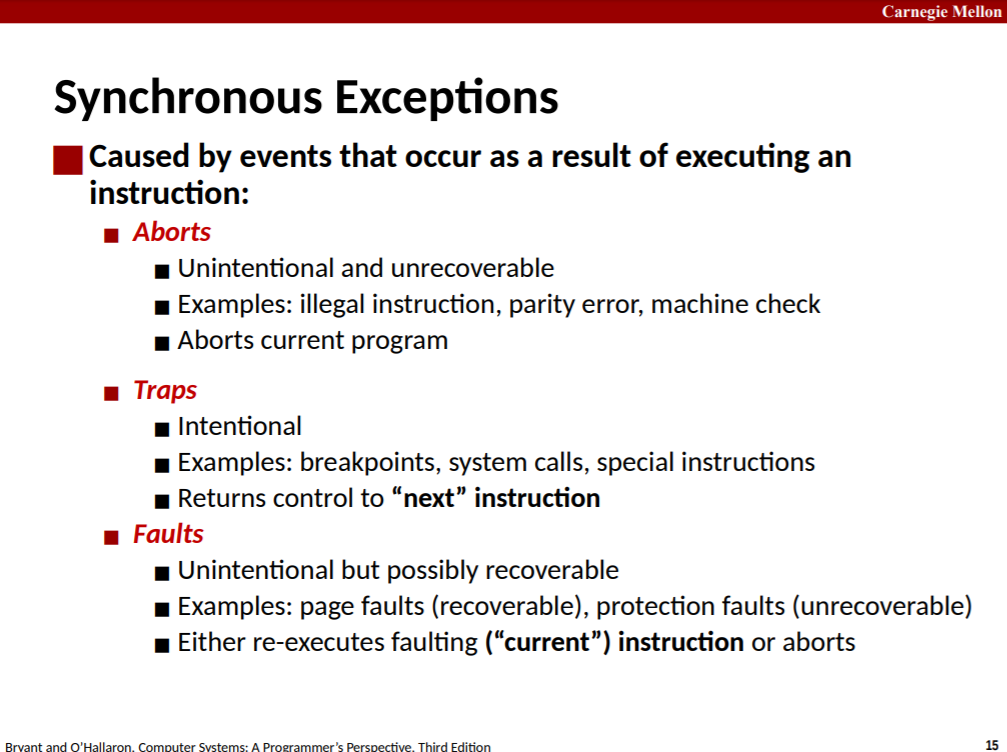 Carnegie Mellon
Synchronous Exceptions
Caused by events that occur as a result of executing an
instruction:
Aborts
Unintentional and unrecoverable
Examples: illegal instruction, parity error, machine check
Aborts current program
Traps
Intentional
Examples: breakpoints, system calls, special instructions
Returns control to “next” instruction
Faults
Unintentional but possibly recoverable
Examples: page faults (recoverable), protection faults (unrecoverable)
Either re-executes faulting (“current”) instruction or aborts
Bryant and O’Hallaron, Computer Systems: A Programmer’s Perspective, Third Edition
15